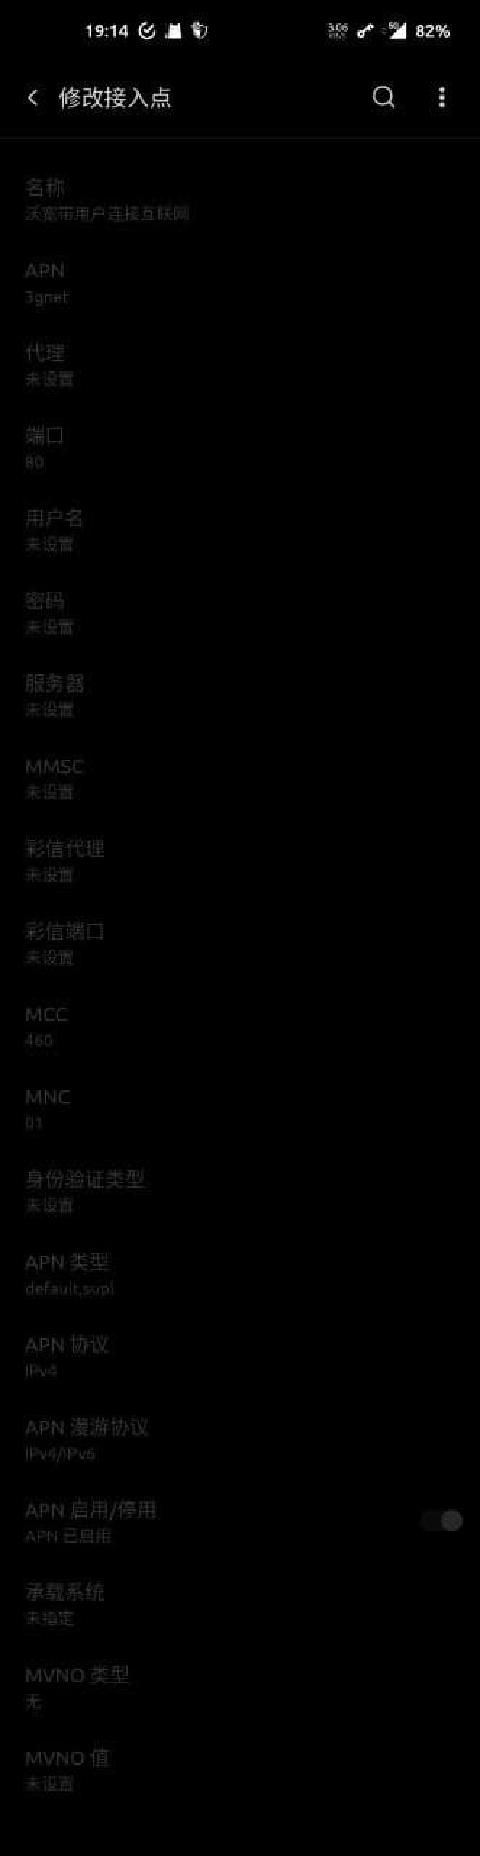 19:14
3.06
5G
82%
修改接入点
名称
沃宽带用户连接互联网
APN
3gnet
代理
未设置
端口
80
用户名
未设置
密码
未设置
服务器
未设置
MMSC
未设置
彩信代理
未设置
彩信端口
未设置
MCC
460
MNC
01
身份验证类型
未设置
APN 类型
default,supl
APN 协议
IPv4
APN 漫游协议
IPv4/IPv6
APN 启用/停用
APN 已启用
承载系统
未指定
MVNO 类型
无
MVNO 值
未设置